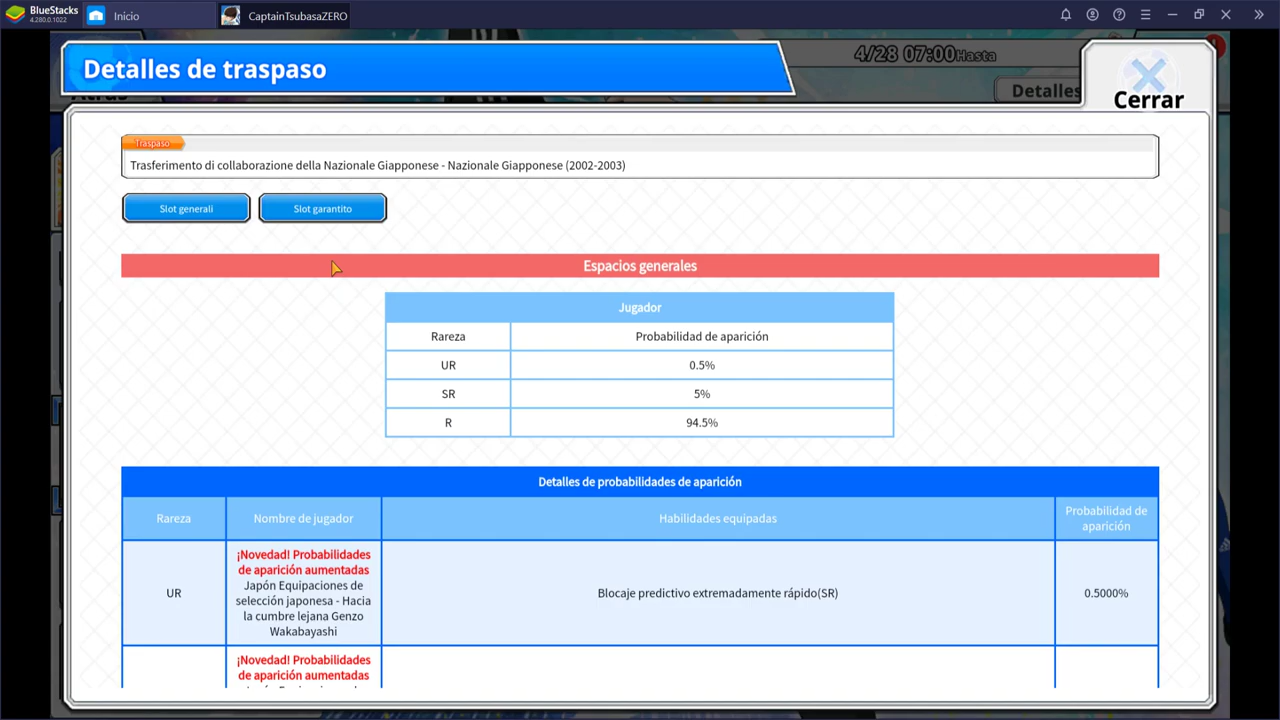 BlueStacks
4.280.0.1022
Inicio
CaptainTsubasaZERO
4/28 07:00Hasta
Detalles de traspaso
Atrás
Detalles
Cerrar
Traspaso
Trasferimento di collaborazione della Nazionale Giapponese - Nazionale Giapponese (2002-2003)
Slot generali
Slot garantito
Espacios generales
Jugador
Rareza
Probabilidad de aparición
UR
0.5%
SR
5%
R
94.5%
Detalles de probabilidades de aparición
Rareza
Nombre de jugador
Habilidades equipadas
Probabilidad de
aparición
UR
¡Novedad! Probabilidades
de aparición aumentadas
Japón Equipaciones de
selección japonesa - Hacia
la cumbre lejana Genzo
Wakabayashi
Blocaje predictivo extremadamente rápido(SR)
0.5000%
¡Novedad! Probabilidades
de aparición aumentadas